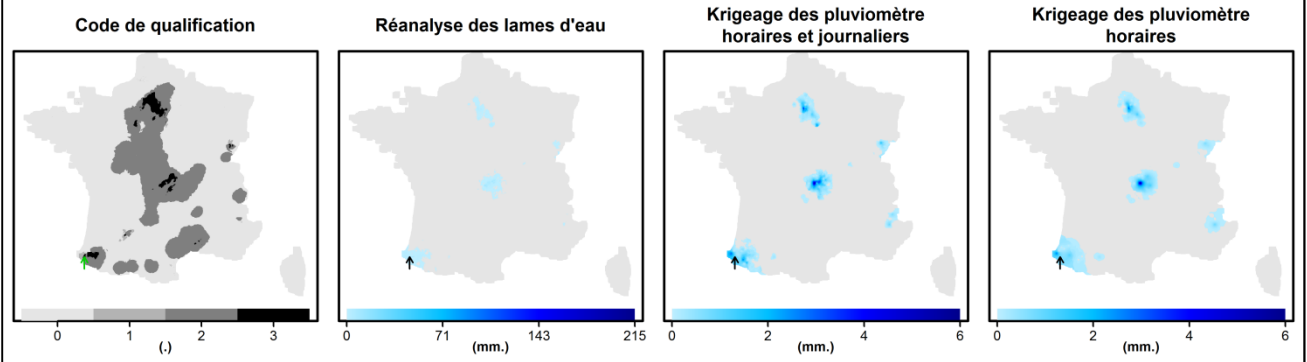 Code de qualification
0 1 2 3
(.)
Réanalyse des lames d'eau
0 71 143 215
(mm.)
Krigeage des pluviomètre
horaires et journaliers
0 2 4 6
(mm.)
Krigeage des pluviomètre
horaires
0 2 4 6
(mm.)